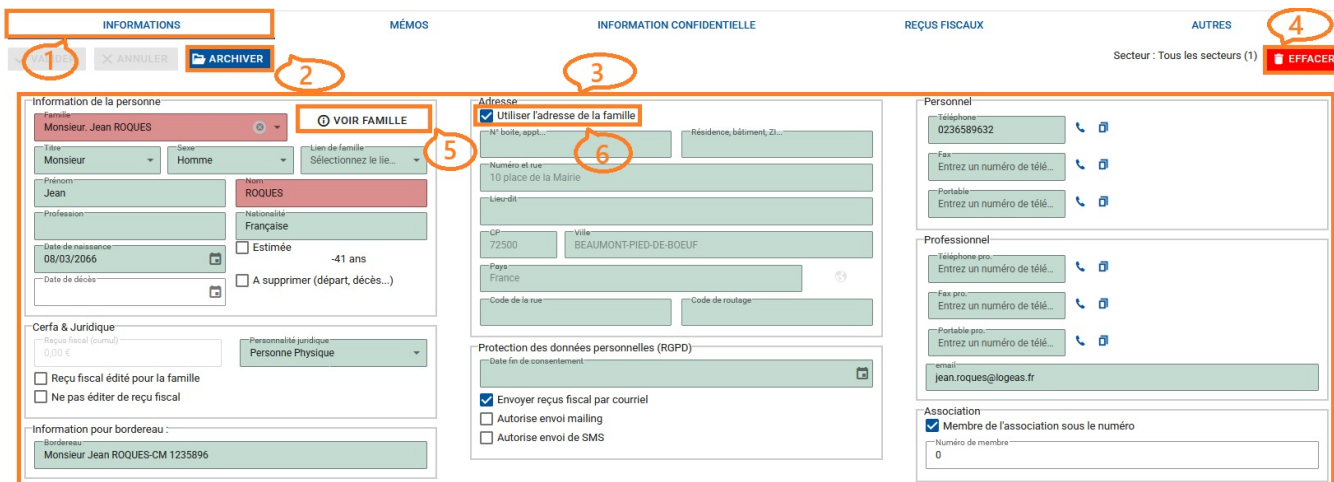 INFORMATIONS
MÉMOS
INFORMATION CONFIDENTIELLE
REÇUS FISCAUX
AUTRES
1
2
3
4
5
6
VALIDER
ANNULER
ARCHIVER
Secteur : Tous les secteurs (1)
EFFACER
Information de la personne
Famille
Monsieur. Jean ROQUES
VOIR FAMILLE
Titre
Monsieur
Sexe
Homme
Lien de famille
Sélectionnez le lie...
Prénom
Jean
Nom
ROQUES
Profession
Nationalité
Française
Date de naissance
08/03/2066
Estimée
-41 ans
Date de décès
A supprimer (départ, décès...)
Cerfa & Juridique
Reçus fiscal (cumul)
0,00 €
Personnalité juridique
Personne Physique
Reçu fiscal édité pour la famille
Ne pas éditer de reçu fiscal
Information pour bordereau :
Bordereau
Monsieur Jean ROQUES-CM 1235896
Adresse
Utiliser l'adresse de la famille
N° boite, appt...
Résidence, bâtiment, ZI...
Numéro et rue
10 place de la Mairie
Lieu-dit
CP
72500
Ville
BEAUMONT-PIED-DE-BOEUF
Pays
France
Code de la rue
Code de routage
Protection des données personnelles (RGPD)
Date fin de consentement
Envoyer reçus fiscal par courriel
Autorise envoi mailing
Autorise envoi de SMS
Personnel
Téléphone
0236589632
Fax
Entrez un numéro de télé...
Portable
Entrez un numéro de télé...
Professionnel
Téléphone pro.
Entrez un numéro de télé...
Fax pro.
Entrez un numéro de télé...
Portable pro.
Entrez un numéro de télé...
email
jean.roques@logeas.fr
Association
Membre de l'association sous le numéro
Numéro de membre
0